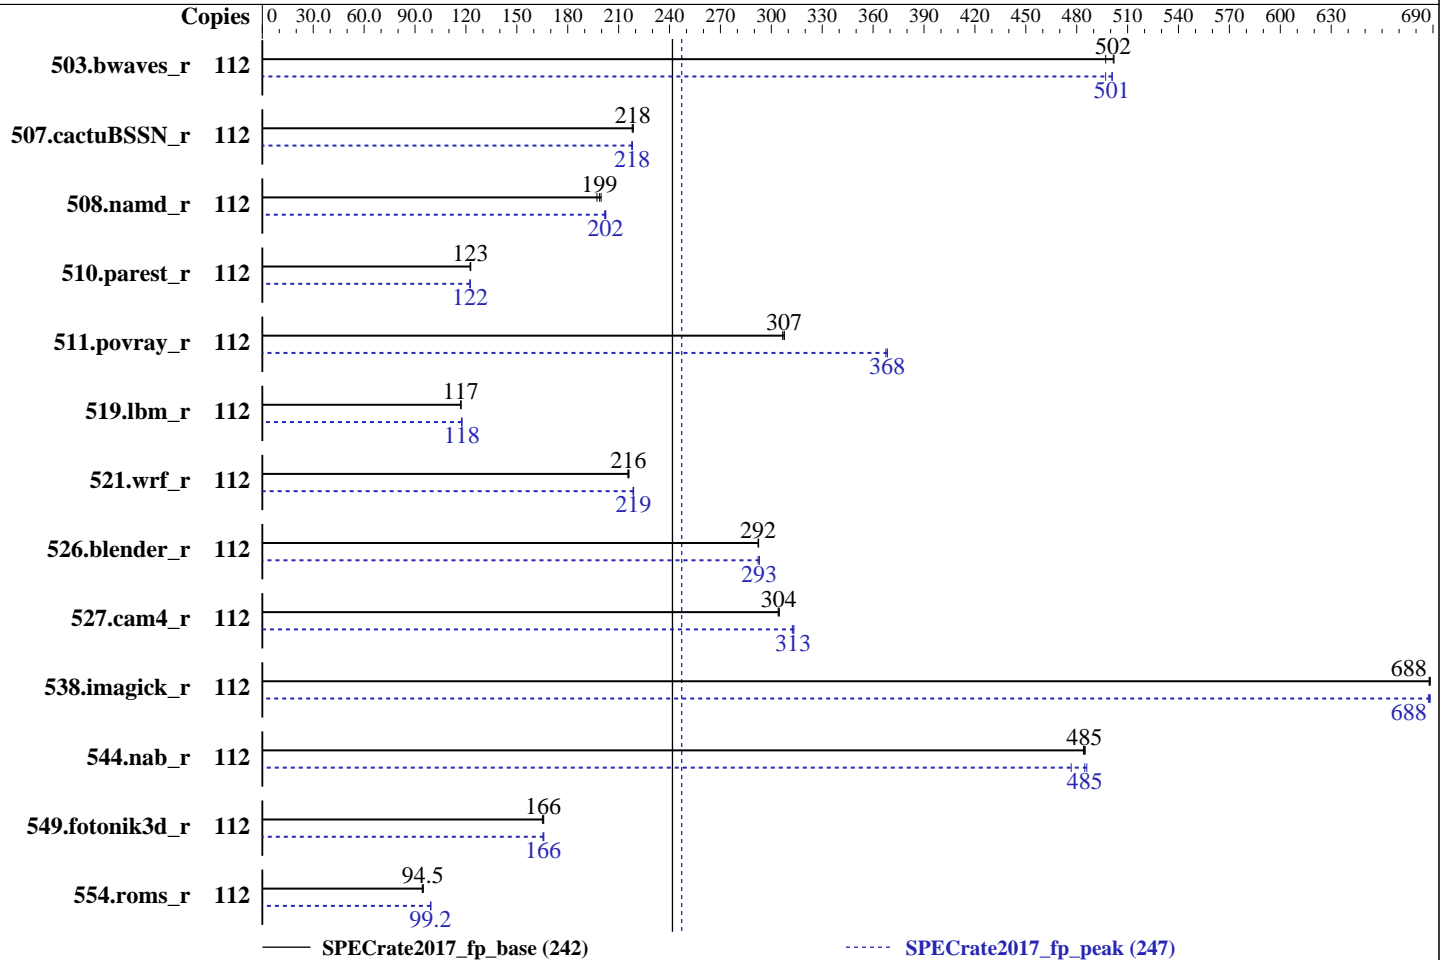 Copies 0 30.0 60.0 90.0 120 150 180 210 240 270 300 330 360 390 420 450 480 510 540 570 600 630 690
502
503.bwaves_r 112
501
218
507.cactuBSSN_r 112
218
199
508.namd_r 112
202
123
510.parest_r 112
122
307
511.povray_r 112
368
117
519.lbm_r 112
118
216
521.wrf_r 112
219
292
526.blender_r 112
293
304
527.cam4_r 112
313
688
538.imagick_r 112
688
485
544.nab_r 112
485
166
549.fotonik3d_r 112
166
94.5
554.roms_r 112
99.2
SPECrate2017_fp_base (242) SPECrate2017_fp_peak (247)